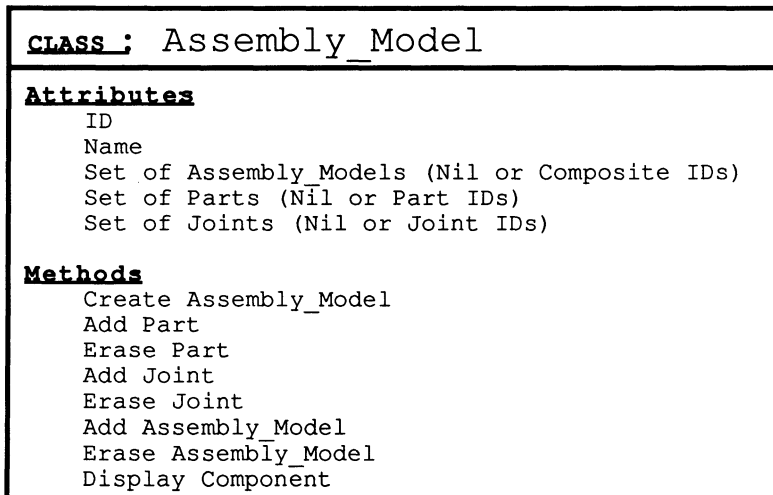 CLASS : Assembly_Model
Attributes
ID
Name
Set of Assembly_Models (Nil or Composite IDs)
Set of Parts (Nil or Part IDs)
Set of Joints (Nil or Joint IDs)
Methods
Create Assembly_Model
Add Part
Erase Part
Add Joint
Erase Joint
Add Assembly_Model
Erase Assembly_Model
Display Component